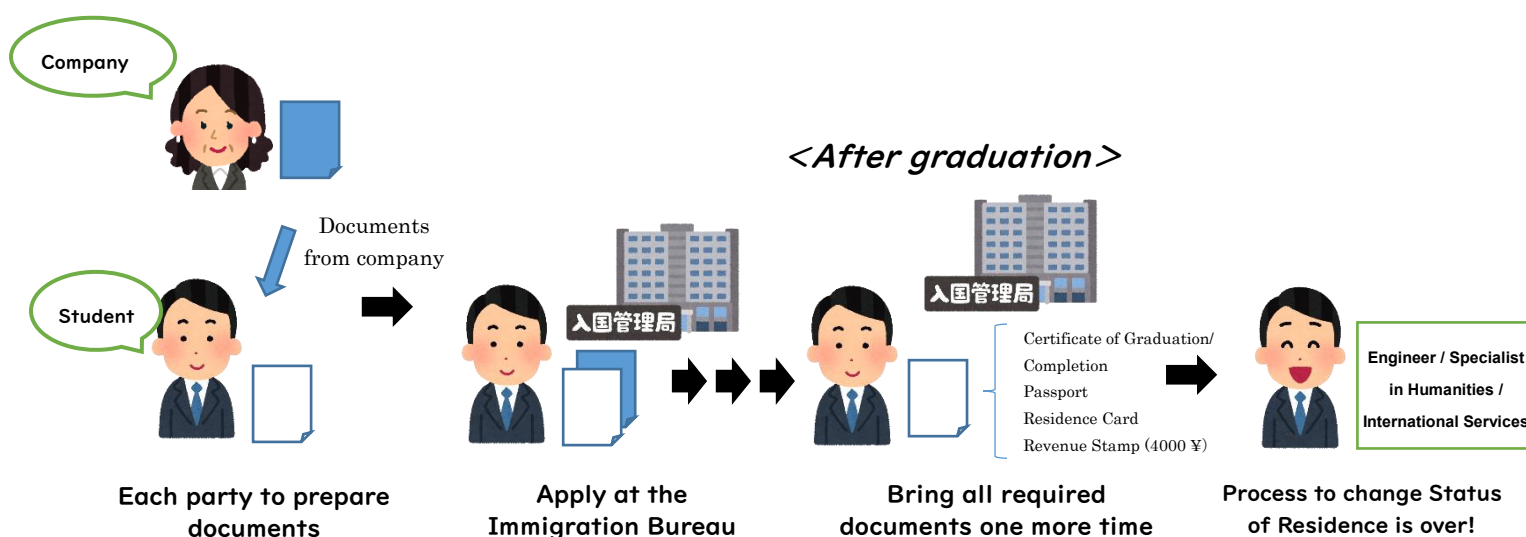 Company
Documents
from company
Student
Each party to prepare
documents
入国管理局
Apply at the
Immigration Bureau
<After graduation>
入国管理局
Certificate of Graduation/
Completion
Passport
Residence Card
Revenue Stamp (4000 ¥)
Bring all required
documents one more time
Engineer / Specialist
in Humanities /
International Services
Process to change Status
of Residence is over!